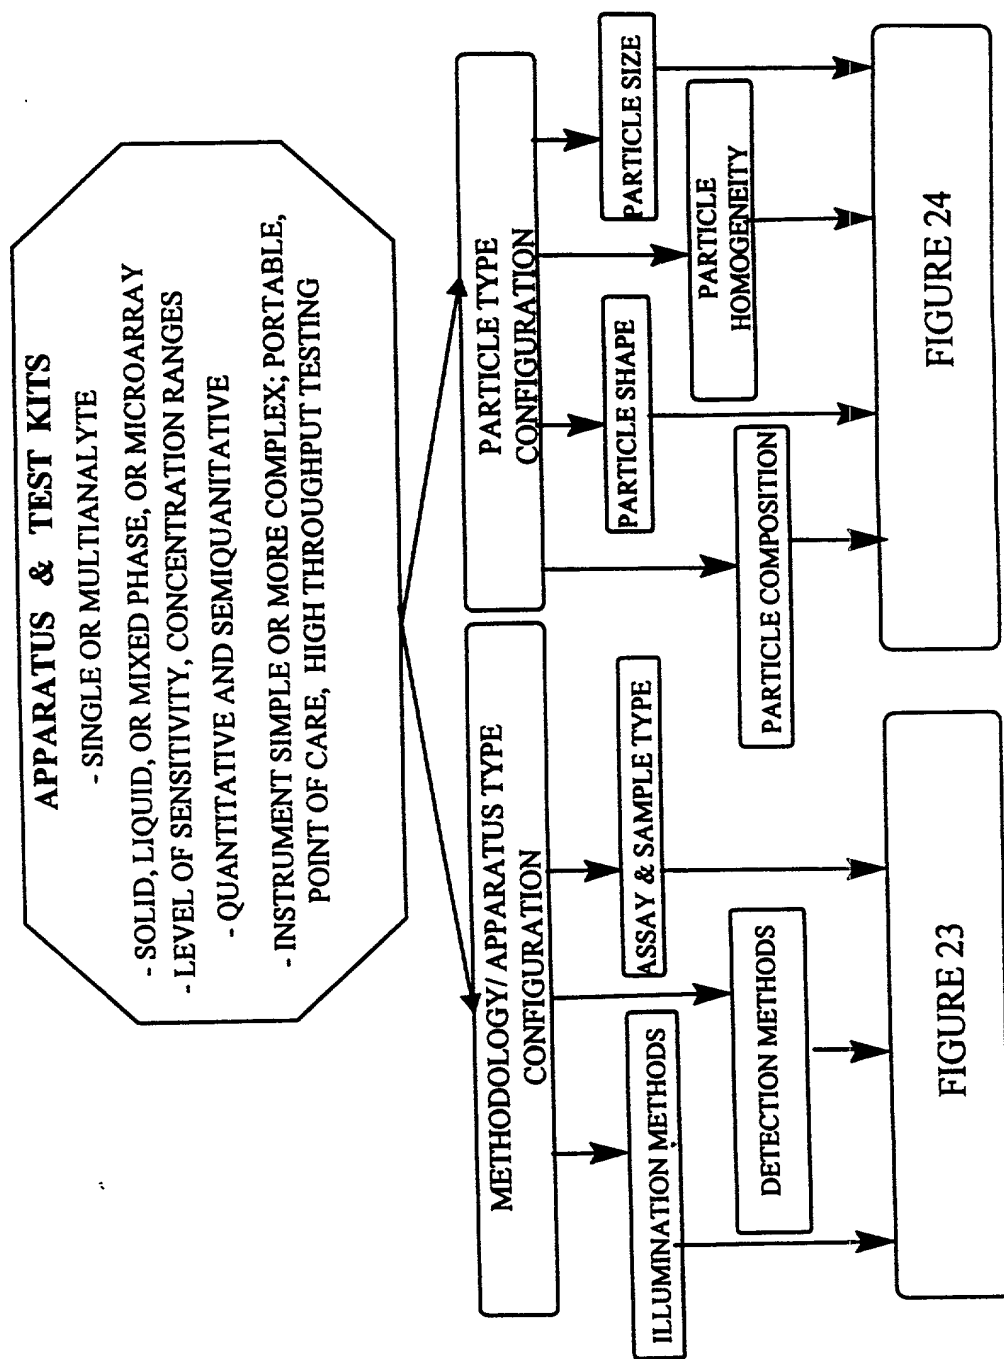 APPARATUS & TEST KITS
- SINGLE OR MULTIANALYTE
- SOLID, LIQUID, OR MIXED PHASE, OR MICROARRAY
- LEVEL OF SENSITIVITY, CONCENTRATION RANGES
- QUANTITATIVE AND SEMIQUANITATIVE
- INSTRUMENT SIMPLE OR MORE COMPLEX; PORTABLE,
POINT OF CARE, HIGH THROUGHPUT TESTING
METHODOLOGY/ APPARATUS TYPE
CONFIGURATION
ILLUMINATION METHODS
DETECTION METHODS
ASSAY & SAMPLE TYPE
FIGURE 23
PARTICLE TYPE
CONFIGURATION
PARTICLE COMPOSITION
PARTICLE SHAPE
PARTICLE
HOMOGENEITY
PARTICLE SIZE
FIGURE 24